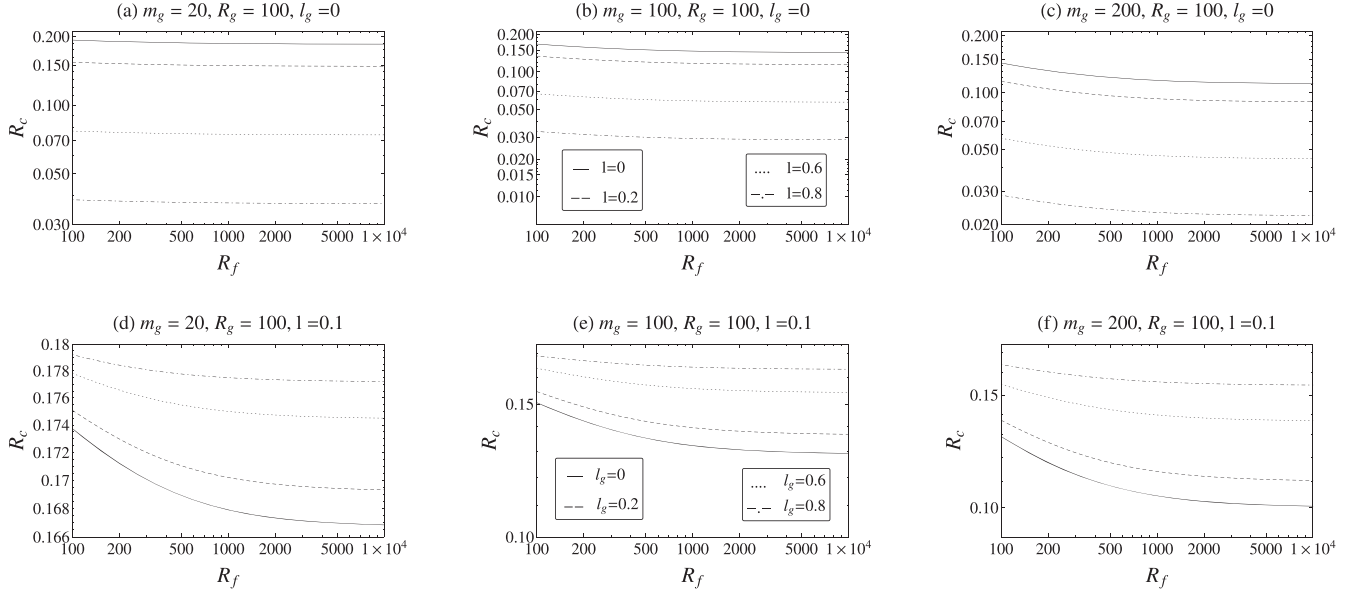 (a) m_g = 20, R_g = 100, l_g =0
0.200
0.150
0.100
0.070
0.050
0.030
R_c
100 200 500 1000 2000 5000 1×10^4
R_f
(b) m_g = 100, R_g = 100, l_g=0
0.200
0.150
0.100
0.070
0.050
0.030
0.020
0.015
0.010
R_c
l=0
l=0.2
l=0.6
l=0.8
100 200 500 1000 2000 5000 1×10^4
R_f
(c) m_g = 200, R_g = 100, l_g=0
0.200
0.150
0.100
0.050
0.030
0.020
R_c
100 200 500 1000 2000 5000 1×10^4
R_f
(d) m_g = 20, R_g = 100, l =0.1
0.18
0.178
0.176
0.174
0.172
0.17
0.168
0.166
R_c
100 200 500 1000 2000 5000 1×10^4
R_f
(e) m_g = 100, R_g = 100, l =0.1
0.15
0.10
R_c
l_g=0
l_g=0.2
l_g=0.6
l_g=0.8
100 200 500 1000 2000 5000 1×10^4
R_f
(f) m_g = 200, R_g = 100, l =0.1
0.15
0.10
R_c
100 200 500 1000 2000 5000 1×10^4
R_f